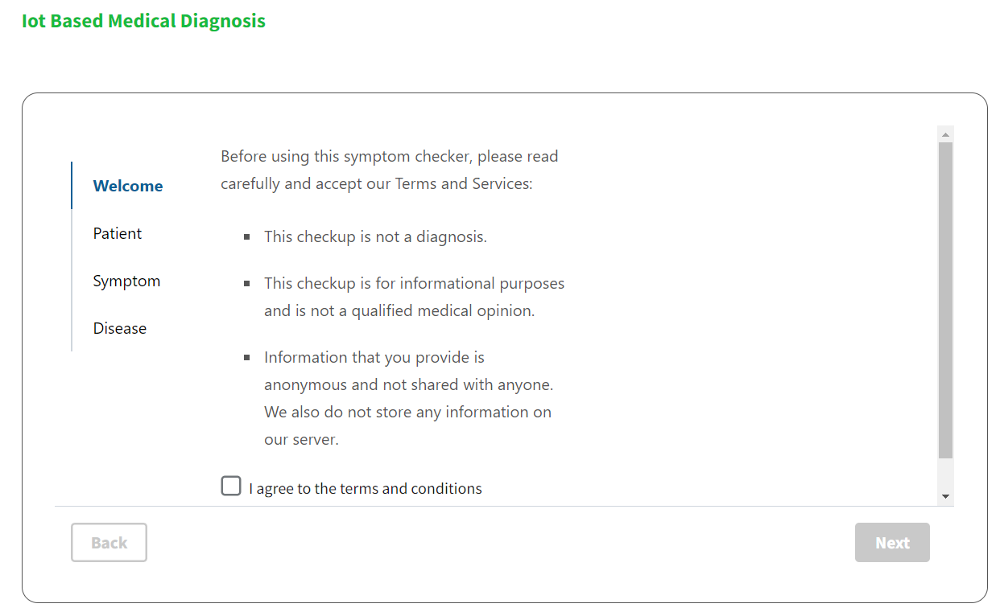 Iot Based Medical Diagnosis
Welcome
Patient
Symptom
Disease
Before using this symptom checker, please read
carefully and accept our Terms and Services:
This checkup is not a diagnosis.
This checkup is for informational purposes
and is not a qualified medical opinion.
Information that you provide is
anonymous and not shared with anyone.
We also do not store any information on
our server.
I agree to the terms and conditions
Back
Next